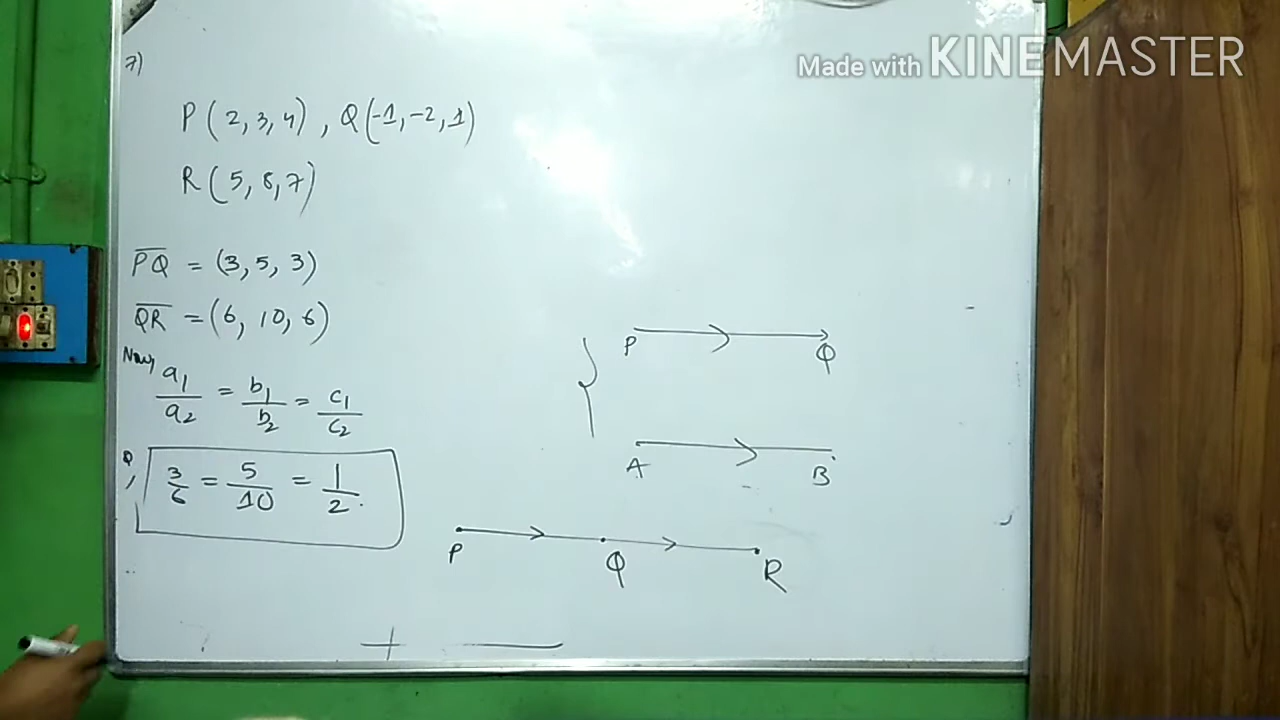 Made with KINEMASTER
7)
P (2, 3, 4), Q(-1, -2, 1)
R (5, 8, 7)
PQ = (3, 5, 3)
QR = (6, 10, 6)
Now,
a1/a2 = b1/b2 = c1/c2
3/6 = 5/10 = 1/2.
P Q
A B
P Q R